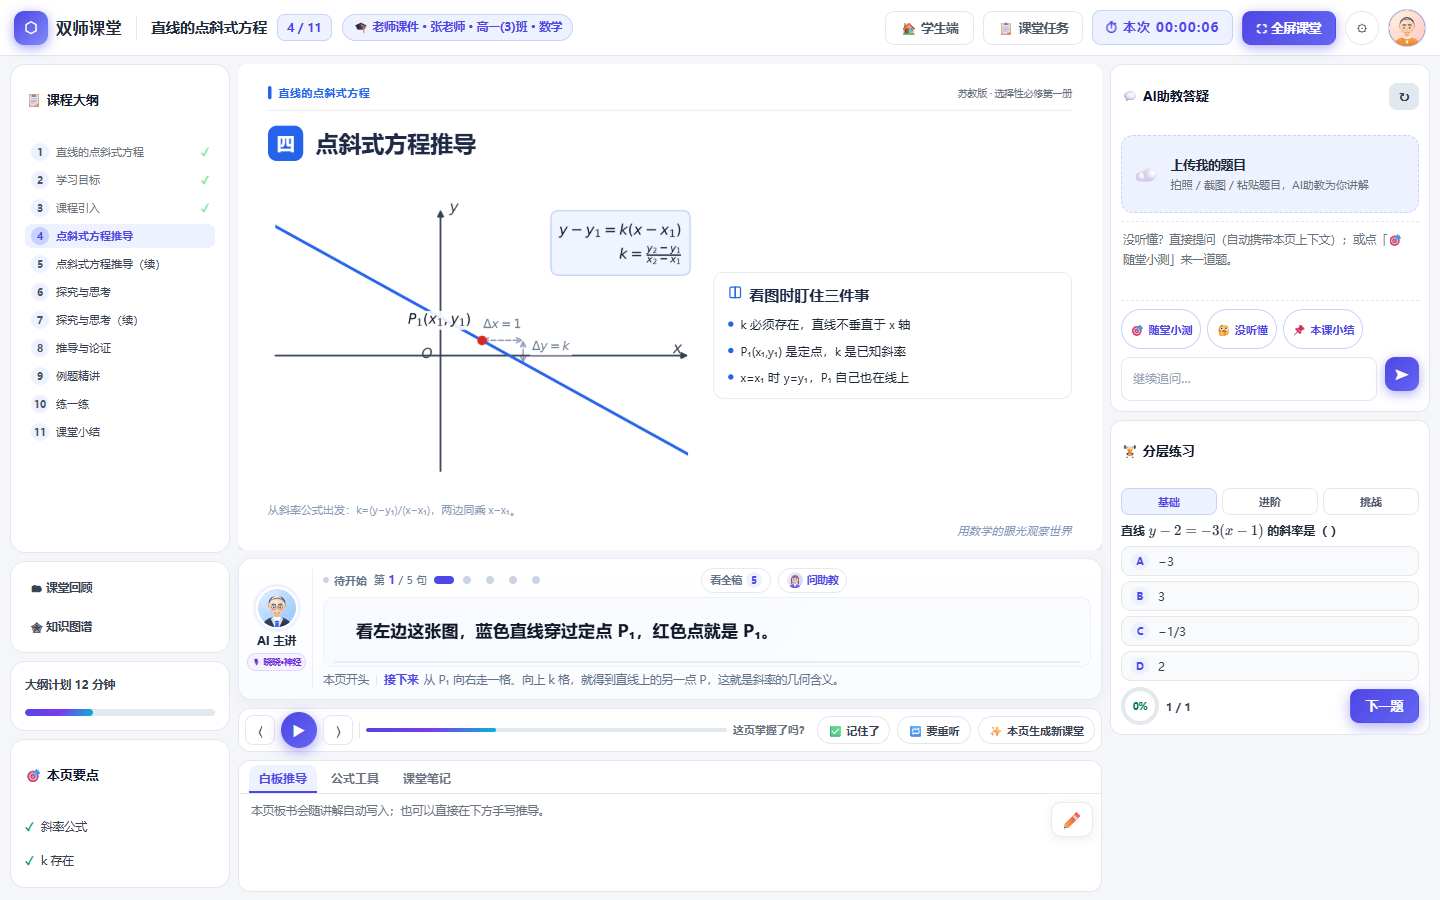 双师课堂
直线的点斜式方程
4 / 11
老师课件 • 张老师 • 高一(3)班 • 数学
学生端
课堂任务
本次 00:00:06
全屏课堂
课程大纲
1 直线的点斜式方程 ✓
2 学习目标 ✓
3 课程引入 ✓
4 点斜式方程推导
5 点斜式方程推导（续）
6 探究与思考
7 探究与思考（续）
8 推导与论证
9 例题精讲
10 练一练
11 课堂小结
课堂回顾
知识图谱
大纲计划 12 分钟
本页要点
✓ 斜率公式
✓ k 存在
直线的点斜式方程
苏教版 · 选择性必修第一册
四 点斜式方程推导
y
y − y₁ = k(x − x₁)
k = (y₂ − y₁)/(x₂ − x₁)
P₁(x₁, y₁)
Δx = 1
Δy = k
O
x
看图时盯住三件事
k 必须存在，直线不垂直于 x 轴
P₁(x₁,y₁) 是定点，k 是已知斜率
x=x₁ 时 y=y₁，P₁ 自己也在线上
从斜率公式出发：k=(y−y₁)/(x−x₁)，两边同乘 x−x₁。
用数学的眼光观察世界
AI 主讲
晓晓•神经
待开始 第 1 / 5 句
看全稿 5
问助教
看左边这张图，蓝色直线穿过定点 P₁，红色点就是 P₁。
本页开头 接下来 从 P₁ 向右走一格、向上 k 格，就得到直线上的另一点 P，这就是斜率的几何含义。
这页掌握了吗?
记住了
要重听
本页生成新课堂
白板推导
公式工具
课堂笔记
本页板书会随讲解自动写入；也可以直接在下方手写推导。
AI助教答疑
上传我的题目
拍照 / 截图 / 粘贴题目，AI助教为你讲解
没听懂？直接提问（自动携带本页上下文）；或点「🎯
随堂小测」来一道题。
随堂小测
没听懂
本课小结
继续追问...
分层练习
基础
进阶
挑战
直线 y − 2 = −3(x − 1) 的斜率是（ ）
A −3
B 3
C −1/3
D 2
0%
1 / 1
下一题